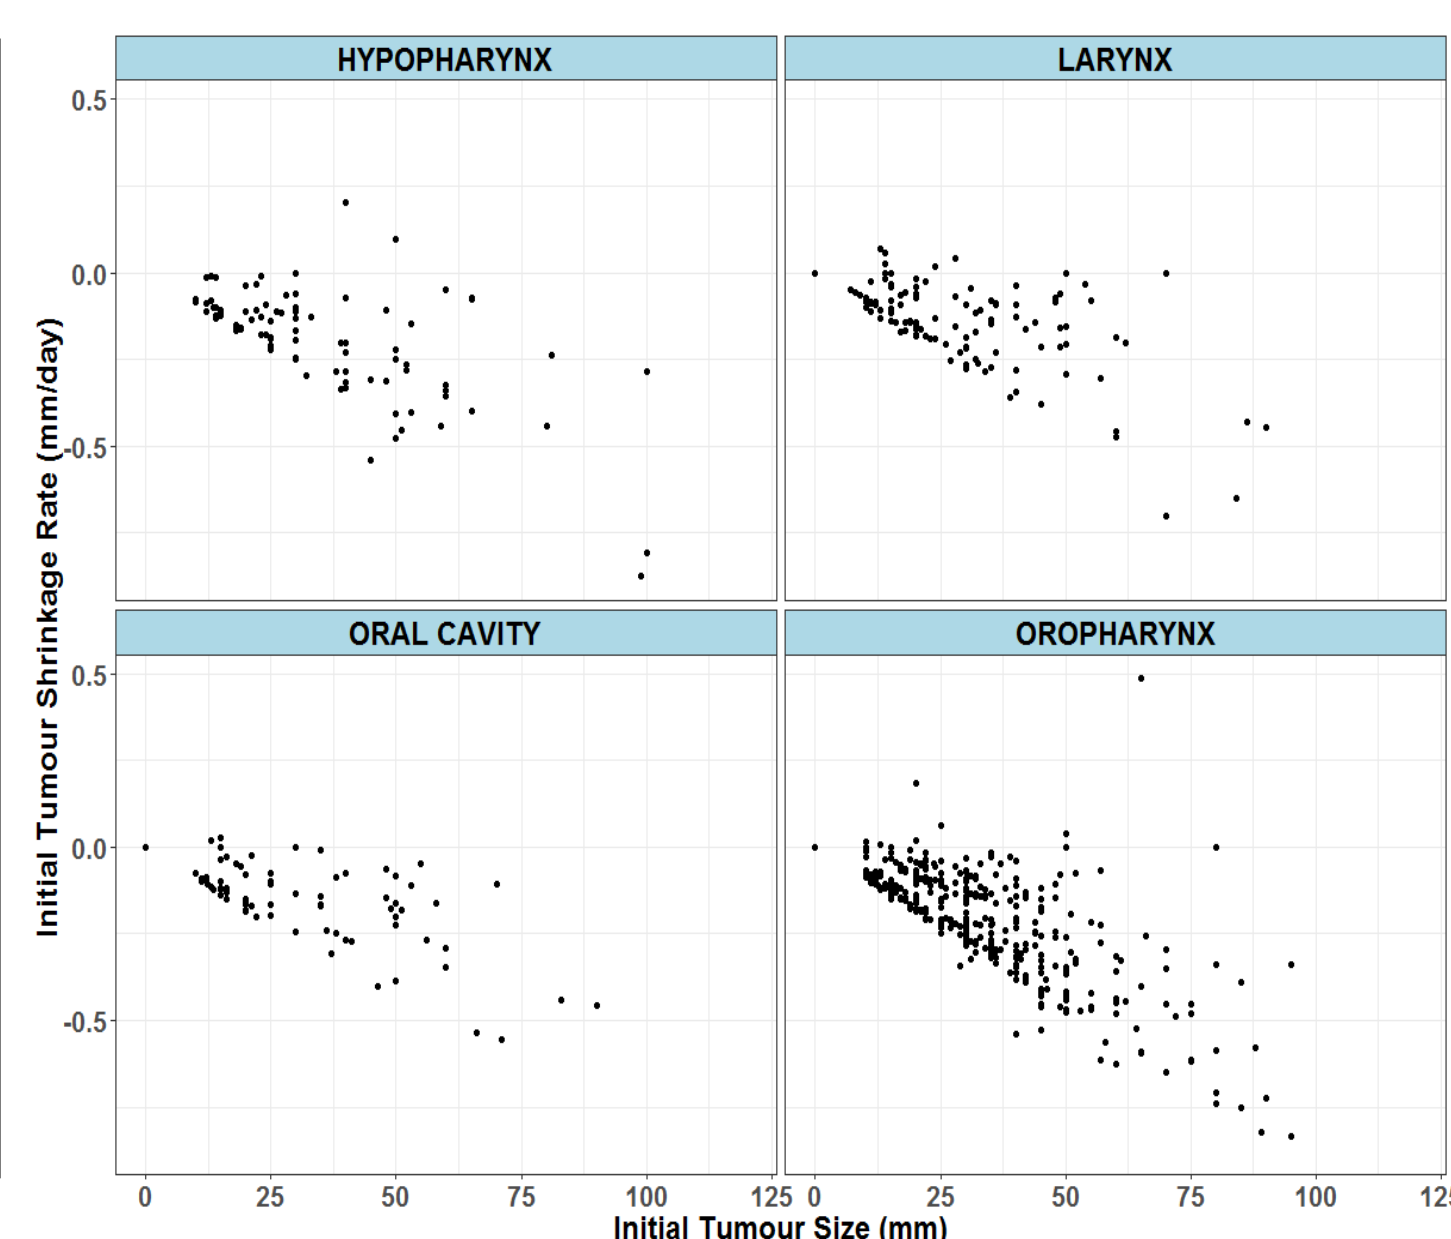 HYPOPHARYNX LARYNX
0.5
0.0
-0.5
ORAL CAVITY OROPHARYNX
0.5
0.0
-0.5
Initial Tumour Shrinkage Rate (mm/day)
0 25 50 75 100 125 0 25 50 75 100
Initial Tumour Size (mm)